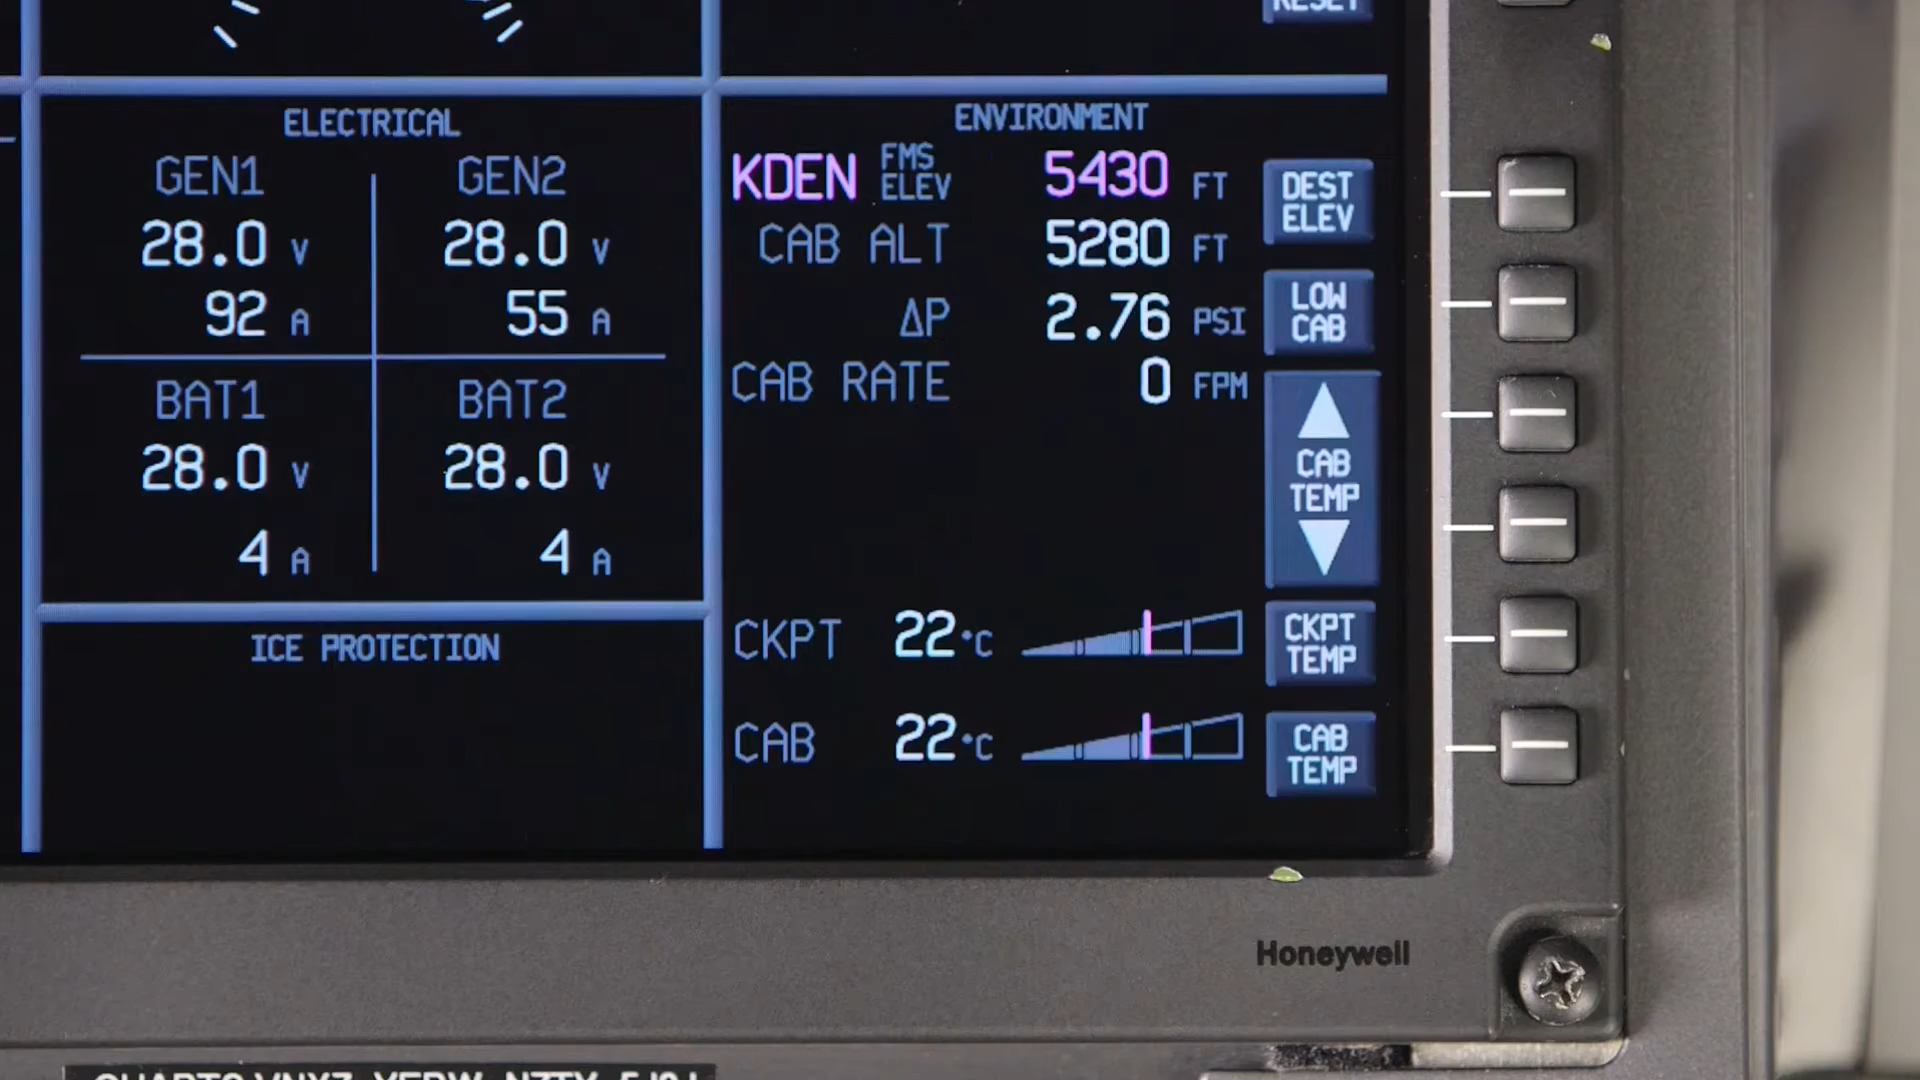 RESET
ELECTRICAL
GEN1 GEN2
28.0 V 28.0 V
92 A 55 A
BAT1 BAT2
28.0 V 28.0 V
4 A 4 A
ICE PROTECTION
ENVIRONMENT
KDEN FMS ELEV 5430 FT
CAB ALT 5280 FT
ΔP 2.76 PSI
CAB RATE 0 FPM
CKPT 22°C
CAB 22°C
DEST
ELEV
LOW
CAB
CAB
TEMP
CKPT
TEMP
CAB
TEMP
Honeywell